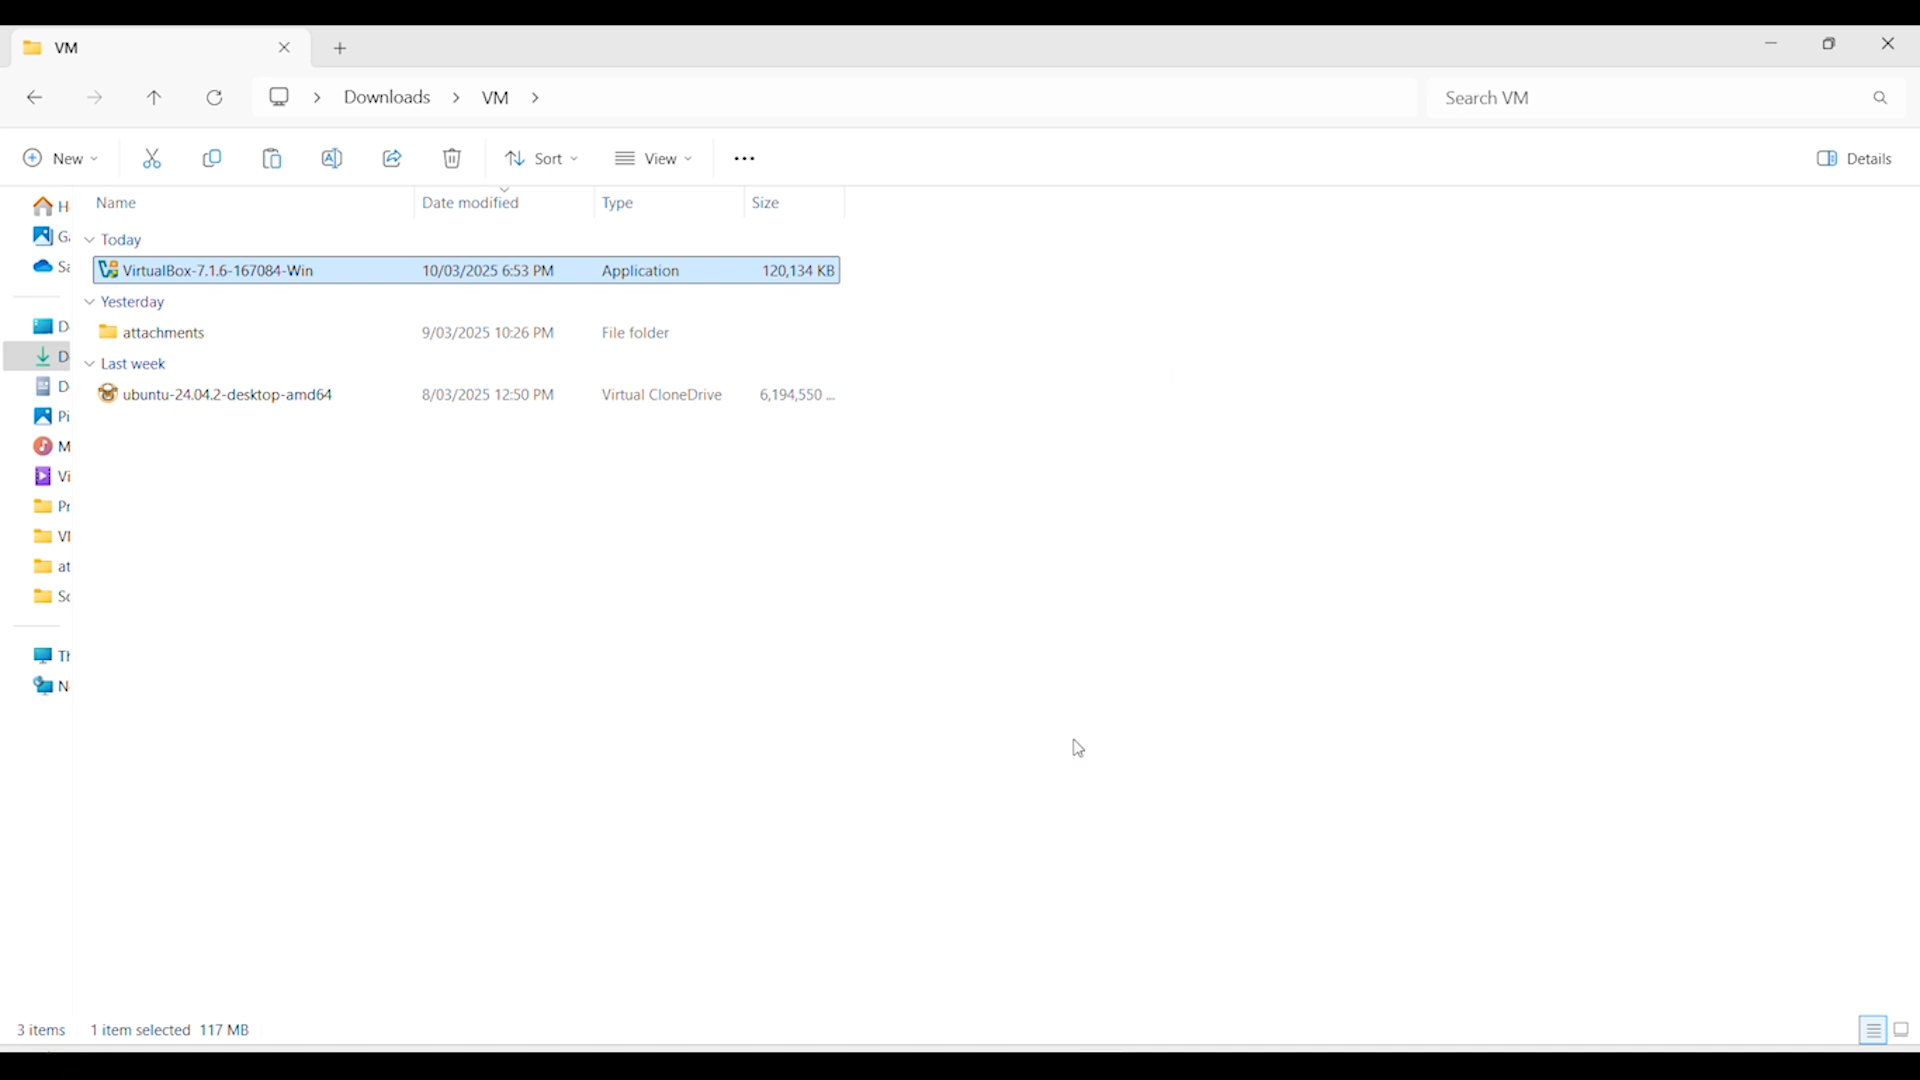 VM
Downloads > VM >
Search VM
New
Sort
View
Details
Name Date modified Type Size
Today
VirtualBox-7.1.6-167084-Win 10/03/2025 6:53 PM Application 120,134 KB
Yesterday
attachments 9/03/2025 10:26 PM File folder
Last week
ubuntu-24.04.2-desktop-amd64 8/03/2025 12:50 PM Virtual CloneDrive 6,194,550 ...
3 items 1 item selected 117 MB